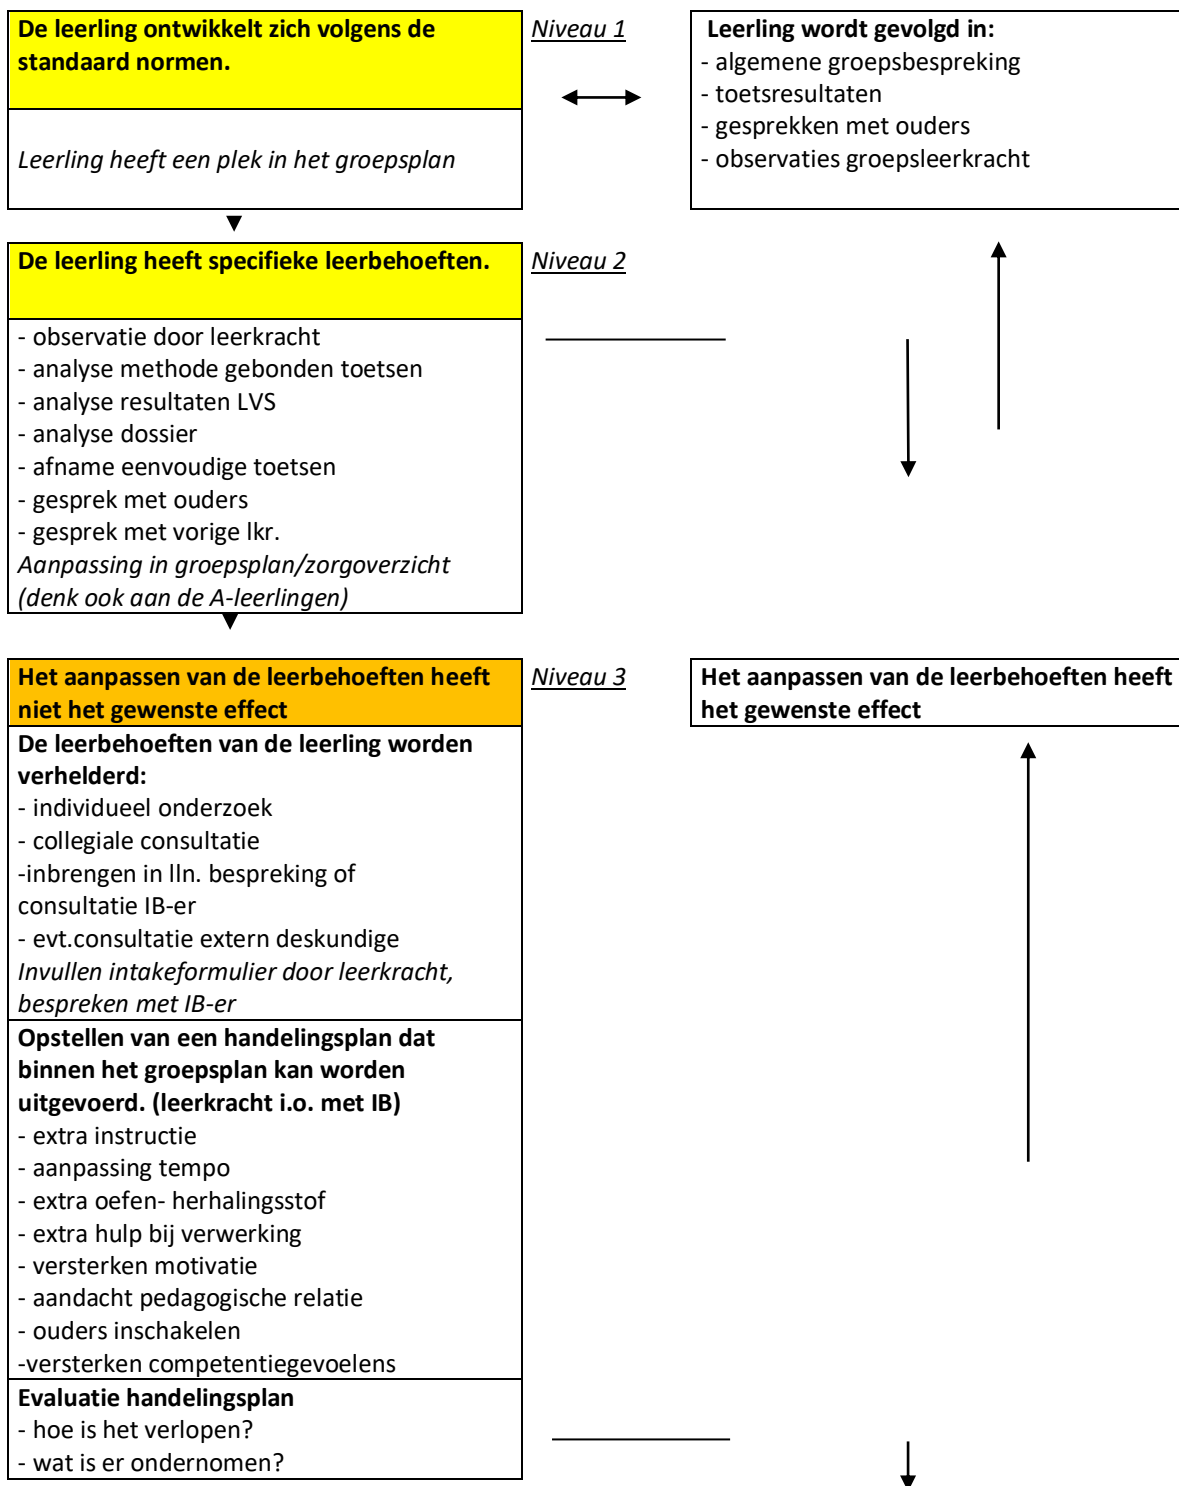 De leerling ontwikkelt zich volgens de
standaard normen.
Leerling heeft een plek in het groepsplan
Niveau 1
Leerling wordt gevolgd in:
- algemene groepsbespreking
- toetsresultaten
- gesprekken met ouders
- observaties groepsleerkracht
De leerling heeft specifieke leerbehoeften.
Niveau 2
- observatie door leerkracht
- analyse methode gebonden toetsen
- analyse resultaten LVS
- analyse dossier
- afname eenvoudige toetsen
- gesprek met ouders
- gesprek met vorige lkr.
Aanpassing in groepsplan/zorgoverzicht
(denk ook aan de A-leerlingen)
Het aanpassen van de leerbehoeften heeft
niet het gewenste effect
Niveau 3
Het aanpassen van de leerbehoeften heeft
het gewenste effect
De leerbehoeften van de leerling worden
verhelderd:
- individueel onderzoek
- collegiale consultatie
-inbrengen in lln. bespreking of
consultatie IB-er
- evt.consultatie extern deskundige
Invullen intakeformulier door leerkracht,
bespreken met IB-er
Opstellen van een handelingsplan dat
binnen het groepsplan kan worden
uitgevoerd. (leerkracht i.o. met IB)
- extra instructie
- aanpassing tempo
- extra oefen- herhalingsstof
- extra hulp bij verwerking
- versterken motivatie
- aandacht pedagogische relatie
- ouders inschakelen
-versterken competentiegevoelens
Evaluatie handelingsplan
- hoe is het verlopen?
- wat is er ondernomen?